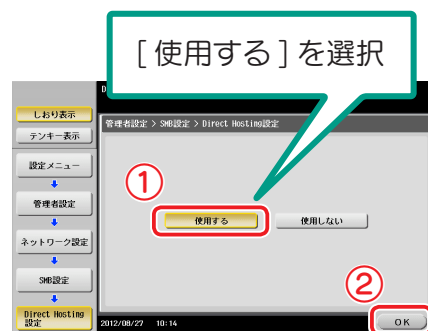 [使用する]を選択
D
しおり表示
管理者設定 > SMB設定 > Direct Hosting設定
テンキー表示
設定メニュー
①
管理者設定
使用する
使用しない
ネットワーク設定
②
SMB設定
Direct Hosting
設定
2012/08/27 10:14
OK